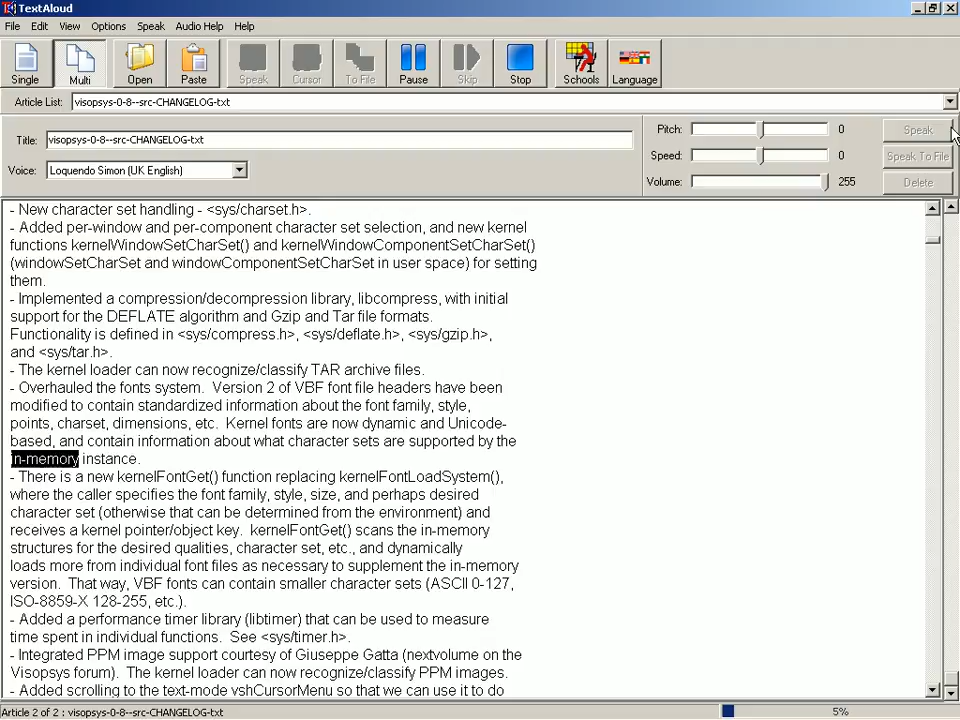 TextAloud
File Edit View Options Speak Audio Help Help
Single Multi Open Paste Speak Cursor To File Pause Skip Stop Schools Language
Article List: visopsys-0-8--src-CHANGELOG-txt
Title: visopsys-0-8--src-CHANGELOG-txt
Voice: Loquendo Simon (UK English)
Pitch: 0 Speak
Speed: 0 Speak To File
Volume: 255 Delete
- New character set handling - <sys/charset.h>.
- Added per-window and per-component character set selection, and new kernel
functions kernelWindowSetCharSet() and kernelWindowComponentSetCharSet()
(windowSetCharSet and windowComponentSetCharSet in user space) for setting
them.
- Implemented a compression/decompression library, libcompress, with initial
support for the DEFLATE algorithm and Gzip and Tar file formats.
Functionality is defined in <sys/compress.h>, <sys/deflate.h>, <sys/gzip.h>,
and <sys/tar.h>.
- The kernel loader can now recognize/classify TAR archive files.
- Overhauled the fonts system.  Version 2 of VBF font file headers have been
modified to contain standardized information about the font family, style,
points, charset, dimensions, etc.  Kernel fonts are now dynamic and Unicode-
based, and contain information about what character sets are supported by the
in-memory instance.
- There is a new kernelFontGet() function replacing kernelFontLoadSystem(),
where the caller specifies the font family, style, size, and perhaps desired
character set (otherwise that can be determined from the environment) and
receives a kernel pointer/object key.  kernelFontGet() scans the in-memory
structures for the desired qualities, character set, etc., and dynamically
loads more from individual font files as necessary to supplement the in-memory
version.  That way, VBF fonts can contain smaller character sets (ASCII 0-127,
ISO-8859-X 128-255, etc.).
- Added a performance timer library (libtimer) that can be used to measure
time spent in individual functions.  See <sys/timer.h>.
- Integrated PPM image support courtesy of Giuseppe Gatta (nextvolume on the
Visopsys forum).  The kernel loader can now recognize/classify PPM images.
- Added scrolling to the text-mode vshCursorMenu so that we can use it to do
Article 2 of 2 : visopsys-0-8--src-CHANGELOG-txt 5%